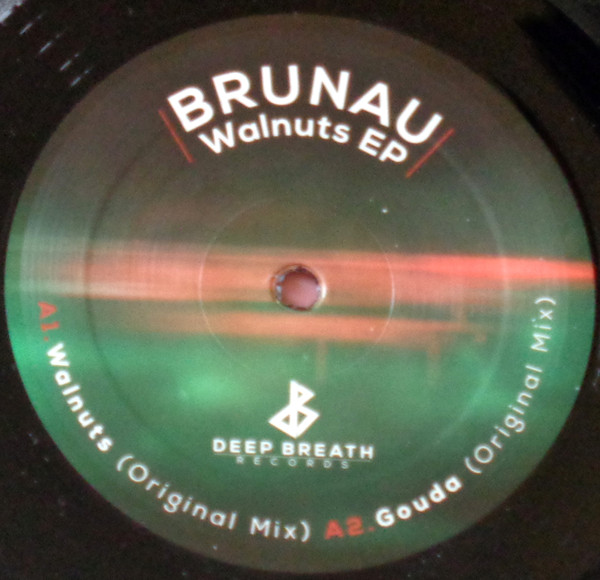 BRUNAU
Walnuts EP
DEEP BREATH
RECORDS
A1. Walnuts (Original Mix) A2. Gouda (Original Mix)